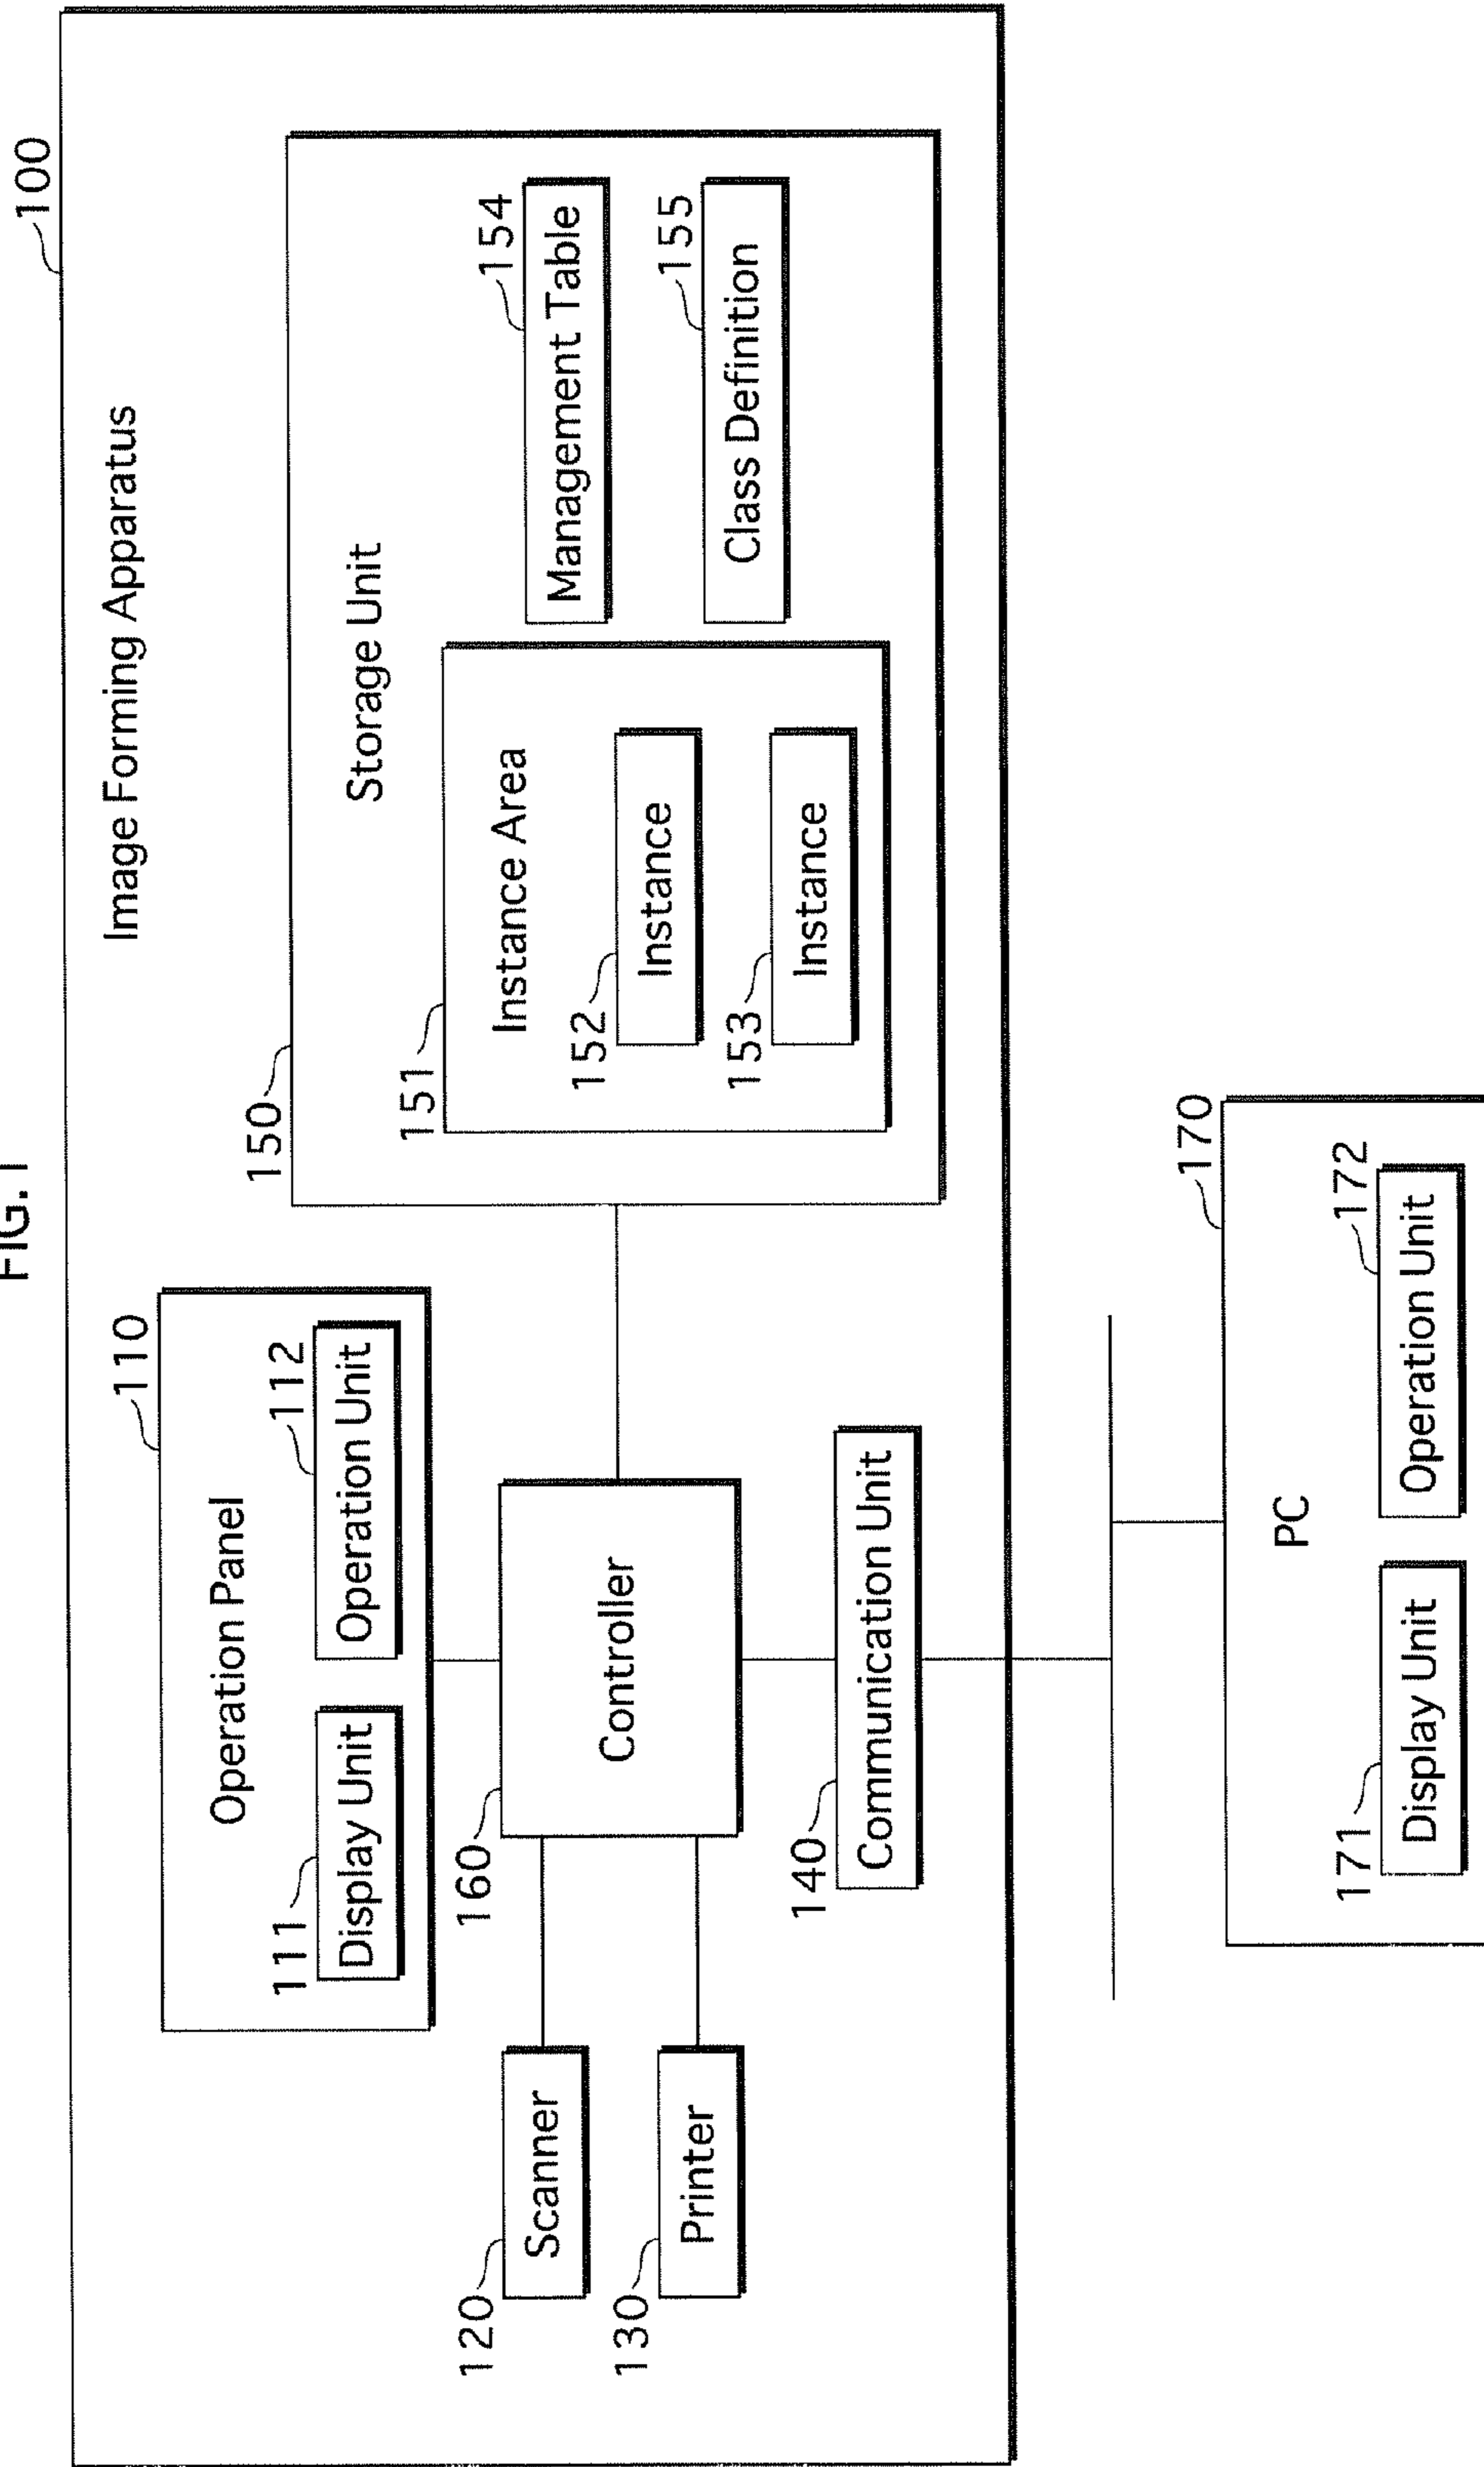 FIG. 1
100
Image Forming Apparatus
110
Operation Panel
111
Display Unit
112
Operation Unit
120
Scanner
130
Printer
160
Controller
140
Communication Unit
150
Storage Unit
151
Instance Area
152
Instance
153
Instance
154
Management Table
155
Class Definition
170
PC
171
Display Unit
172
Operation Unit